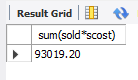 Result Grid
sum(sold*scost)
93019.20